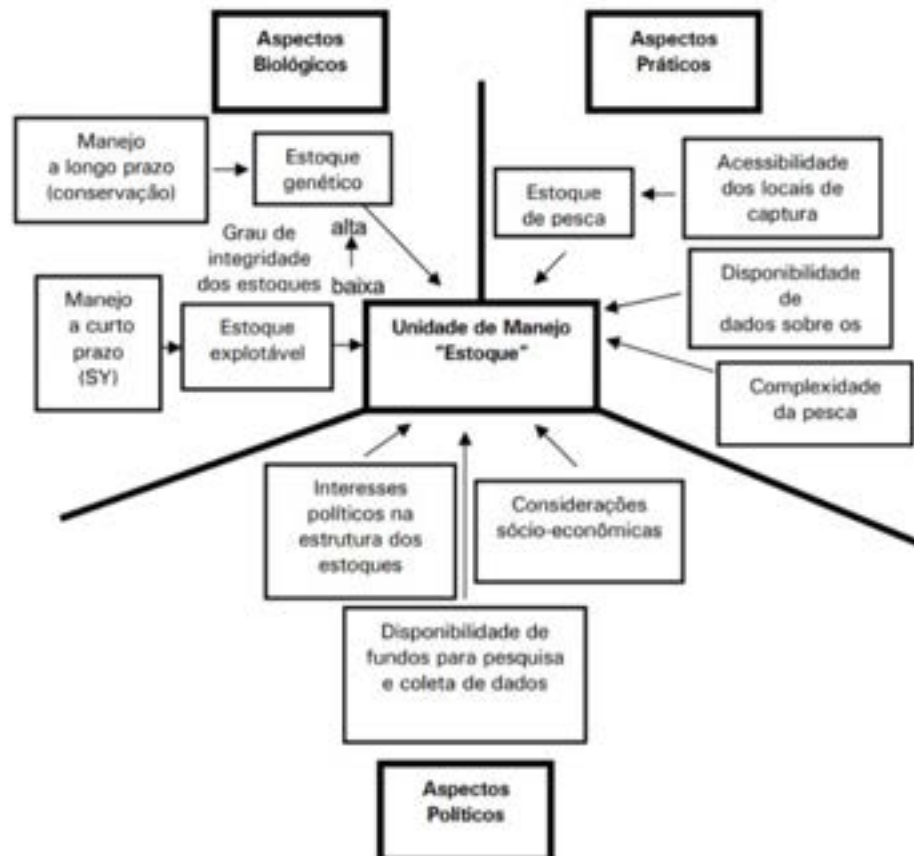 Aspectos
Biológicos
Aspectos
Práticos
Manejo
a longo prazo
(conservação)
Estoque
genético
Estoque
de pesca
Acessibilidade
dos locais de
captura
Grau de
integridade
dos estoques
alta
baixa
Disponibilidade
de
dados sobre os
Manejo
a curto
prazo
(SY)
Estoque
explotável
Unidade de Manejo
"Estoque"
Complexidade
da pesca
Interesses
políticos na
estrutura dos
estoques
Considerações
sócio-econômicas
Disponibilidade de
fundos para pesquisa
e coleta de dados
Aspectos
Políticos